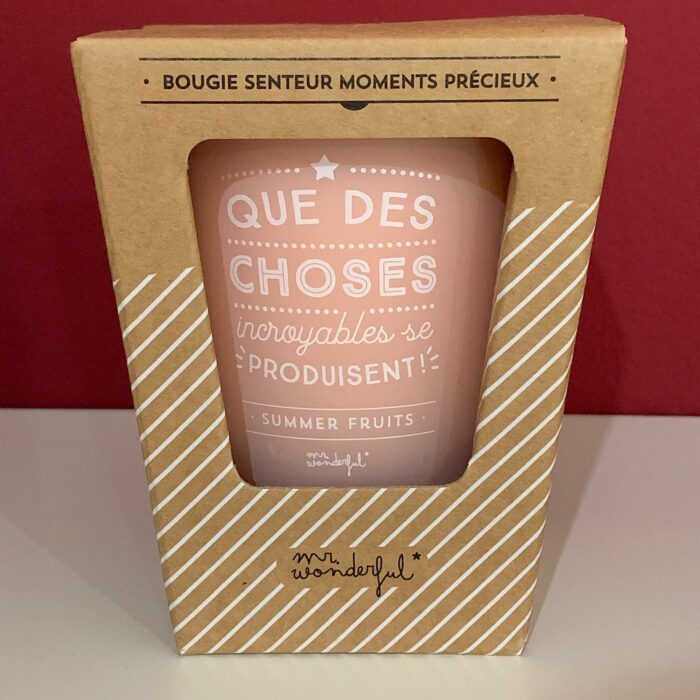 • BOUGIE SENTEUR MOMENTS PRÉCIEUX •
QUE DES
CHOSES
incroyables se
PRODUISENT!
· SUMMER FRUITS ·
mr.
wonderful*
mr.
wonderful*